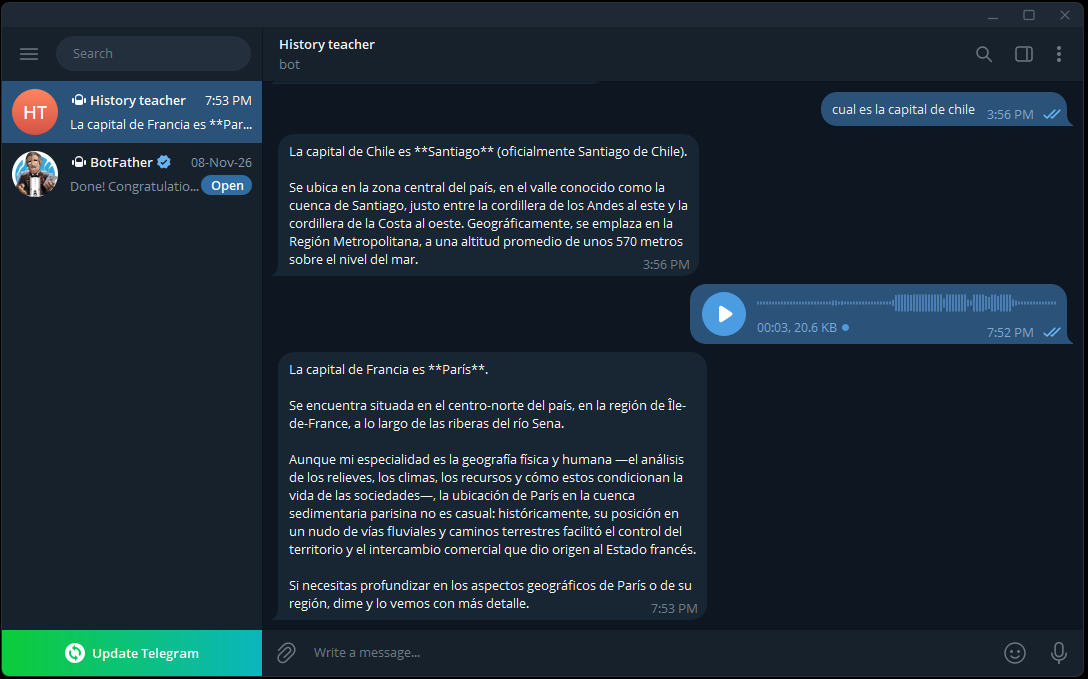 Search
HT
History teacher
7:53 PM
La capital de Francia es **Par...
BotFather
08-Nov-26
Done! Congratulatio...
Open
Update Telegram
History teacher
bot
cual es la capital de chile
3:56 PM
La capital de Chile es **Santiago** (oficialmente Santiago de Chile).
Se ubica en la zona central del país, en el valle conocido como la
cuenca de Santiago, justo entre la cordillera de los Andes al este y la
cordillera de la Costa al oeste. Geográficamente, se emplaza en la
Región Metropolitana, a una altitud promedio de unos 570 metros
sobre el nivel del mar.
3:56 PM
00:03, 20.6 KB
7:52 PM
La capital de Francia es **París**.
Se encuentra situada en el centro-norte del país, en la región de Île-
de-France, a lo largo de las riberas del río Sena.
Aunque mi especialidad es la geografía física y humana —el análisis
de los relieves, los climas, los recursos y cómo estos condicionan la
vida de las sociedades—, la ubicación de París en la cuenca
sedimentaria parisina no es casual: históricamente, su posición en
un nudo de vías fluviales y caminos terrestres facilitó el control del
territorio y el intercambio comercial que dio origen al Estado francés.
Si necesitas profundizar en los aspectos geográficos de París o de su
región, dime y lo vemos con más detalle.
7:53 PM
Write a message...